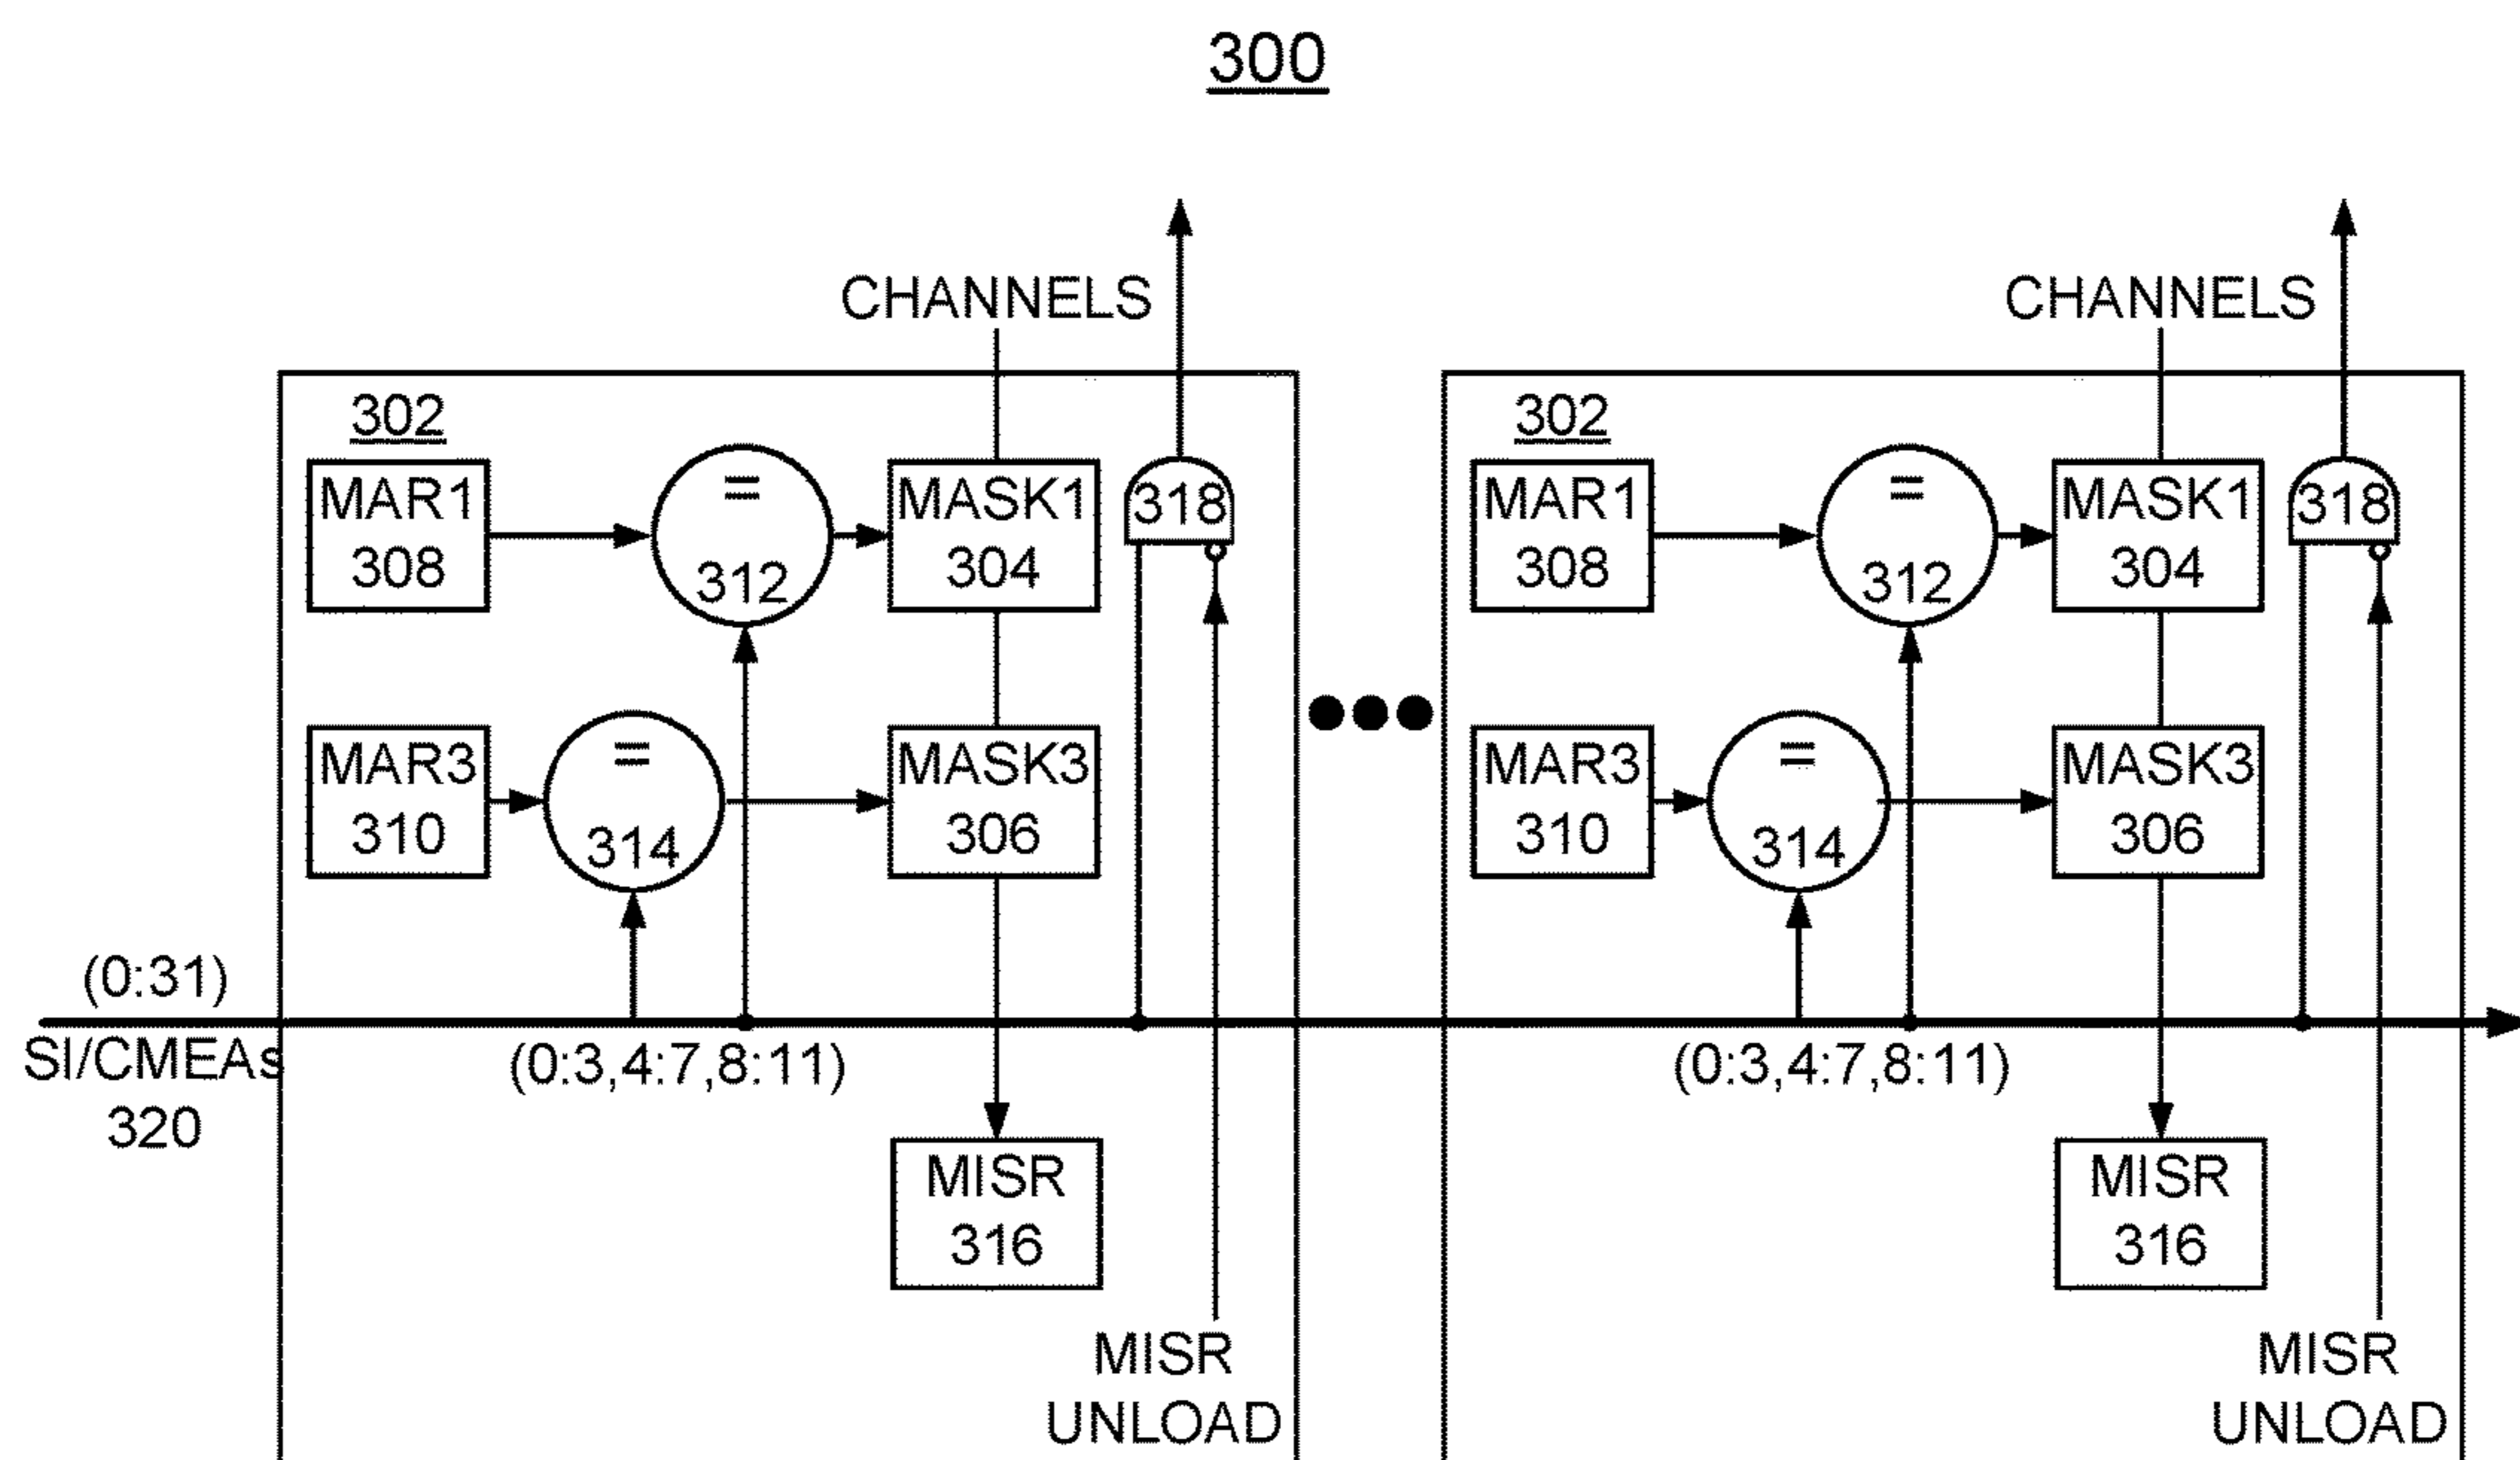 300
CHANNELS
CHANNELS
302
302
MAR1
308
=
312
MASK1
304
318
MAR1
308
=
312
MASK1
304
318
MAR3
310
=
314
MASK3
306
MAR3
310
=
314
MASK3
306
(0:31)
SI/CMEAs
320
(0:3,4:7,8:11)
(0:3,4:7,8:11)
MISR
316
MISR
316
MISR
UNLOAD
MISR
UNLOAD